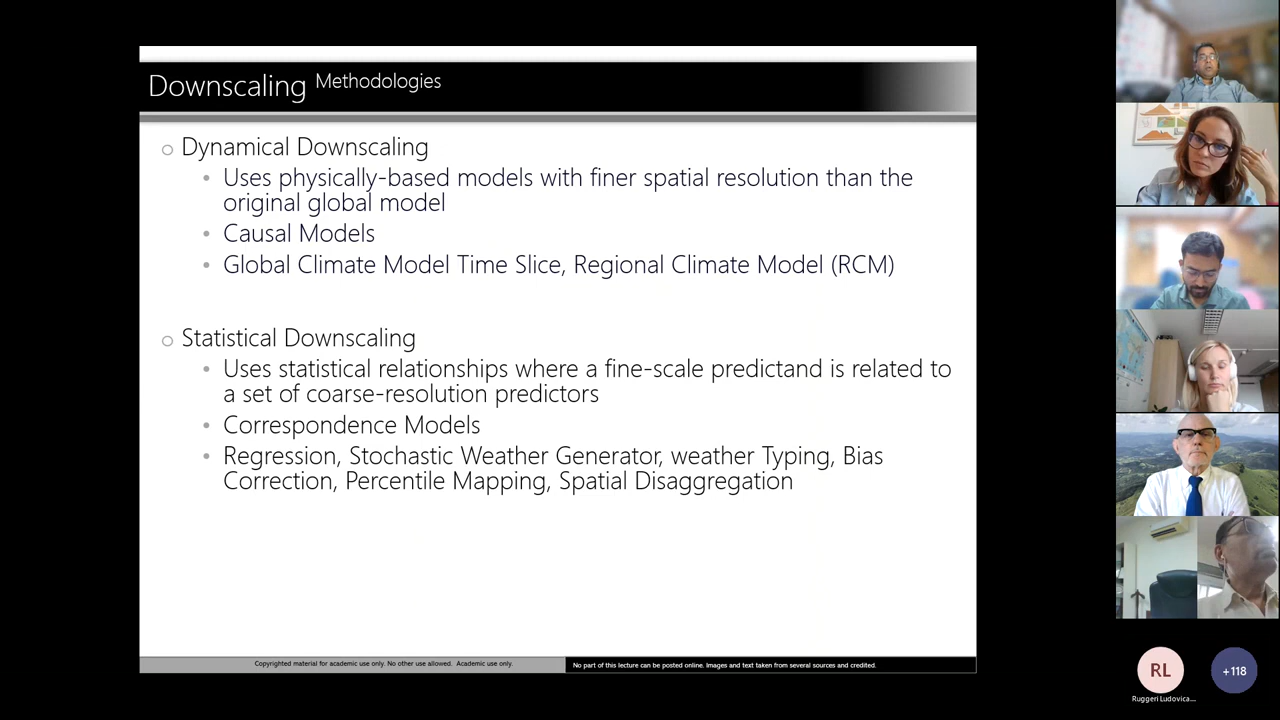 Downscaling Methodologies
Dynamical Downscaling
Uses physically-based models with finer spatial resolution than the
original global model
Causal Models
Global Climate Model Time Slice, Regional Climate Model (RCM)
Statistical Downscaling
Uses statistical relationships where a fine-scale predictand is related to
a set of coarse-resolution predictors
Correspondence Models
Regression, Stochastic Weather Generator, weather Typing, Bias
Correction, Percentile Mapping, Spatial Disaggregation
Copyrighted material for academic use only. No other use allowed. Academic use only.
No part of this lecture can be posted online. Images and text taken from several sources and credited.
RL
+118
Ruggeri Ludovica...